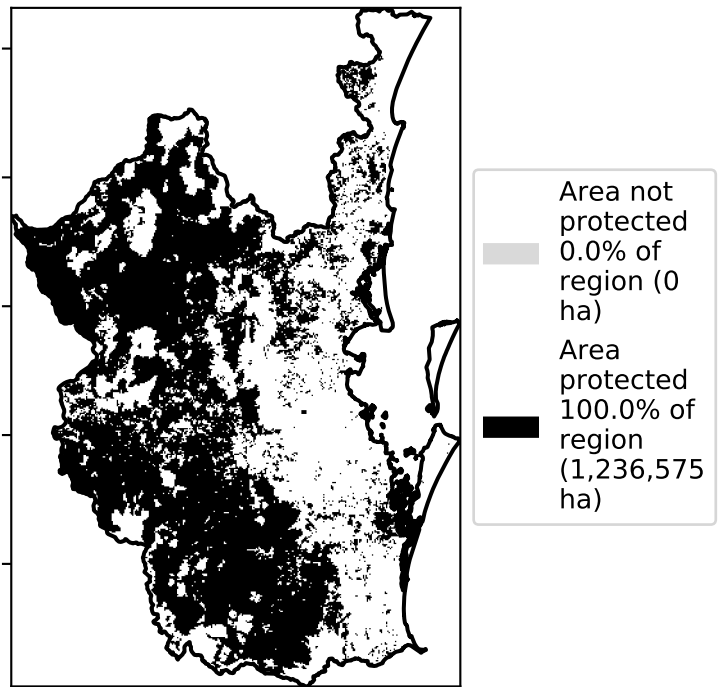 Area not
protected
0.0% of
region (0
ha)
Area
protected
100.0% of
region
(1,236,575
ha)